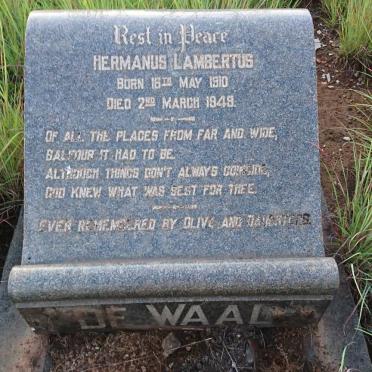 Rest in Peace
HERMANUS LAMBERTUS
BORN 16TH MAY 1910
DIED 2ND MARCH 1949.
OF ALL THE PLACES FROM FAR AND WIDE,
BALFOUR IT HAD TO BE.
ALTHOUGH THINGS DON'T ALWAYS COINCIDE,
GOD KNEW WHAT WAS BEST FOR THEE.
EVER REMEMBERED BY OLIVE AND DAUGHTERS.
DE WAAL